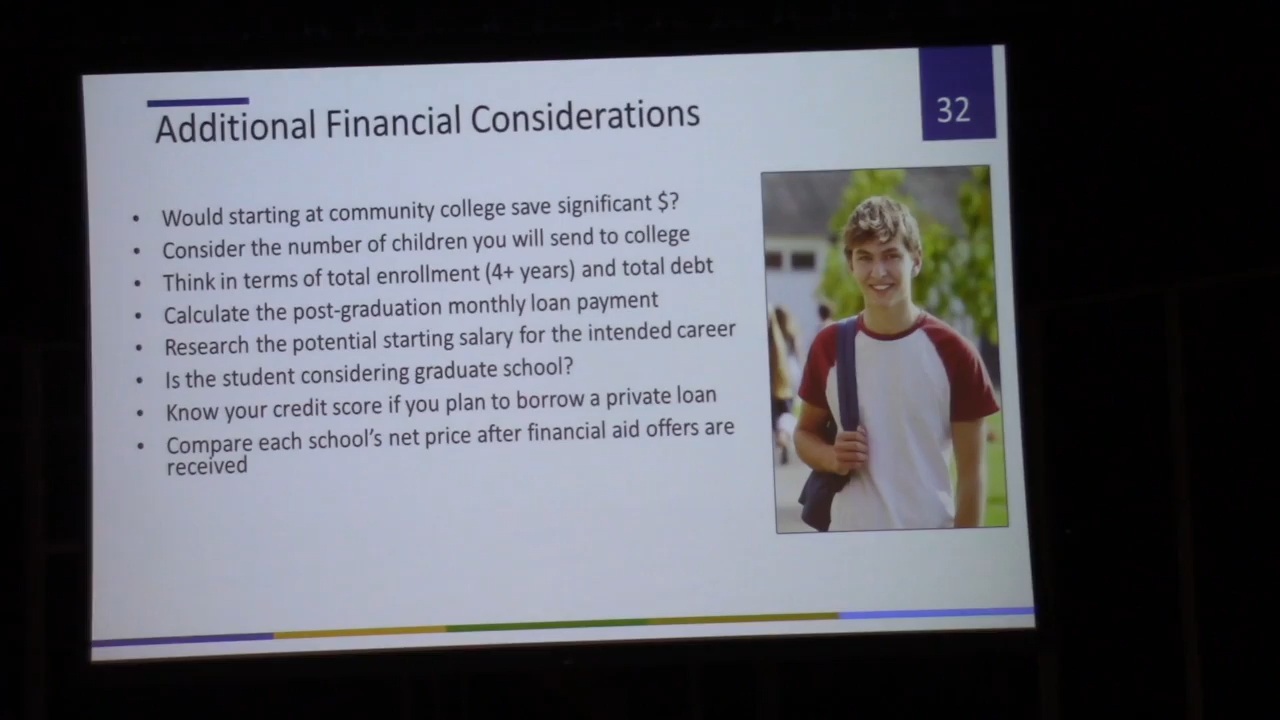 32
Additional Financial Considerations
• Would starting at community college save significant $?
• Consider the number of children you will send to college
• Think in terms of total enrollment (4+ years) and total debt
• Calculate the post-graduation monthly loan payment
• Research the potential starting salary for the intended career
• Is the student considering graduate school?
• Know your credit score if you plan to borrow a private loan
• Compare each school's net price after financial aid offers are
received